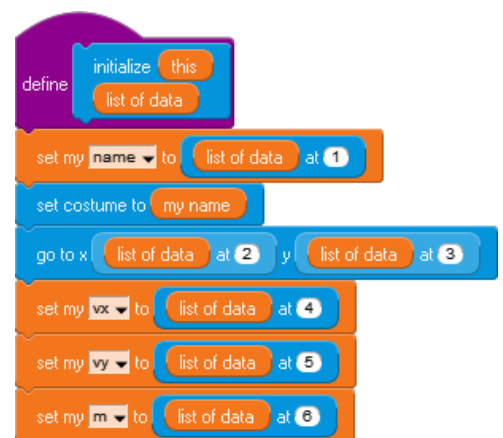 define initialize this
list of data
set my name to list of data at 1
set costume to my name
go to x list of data at 2 y list of data at 3
set my vx to list of data at 4
set my vy to list of data at 5
set my m to list of data at 6